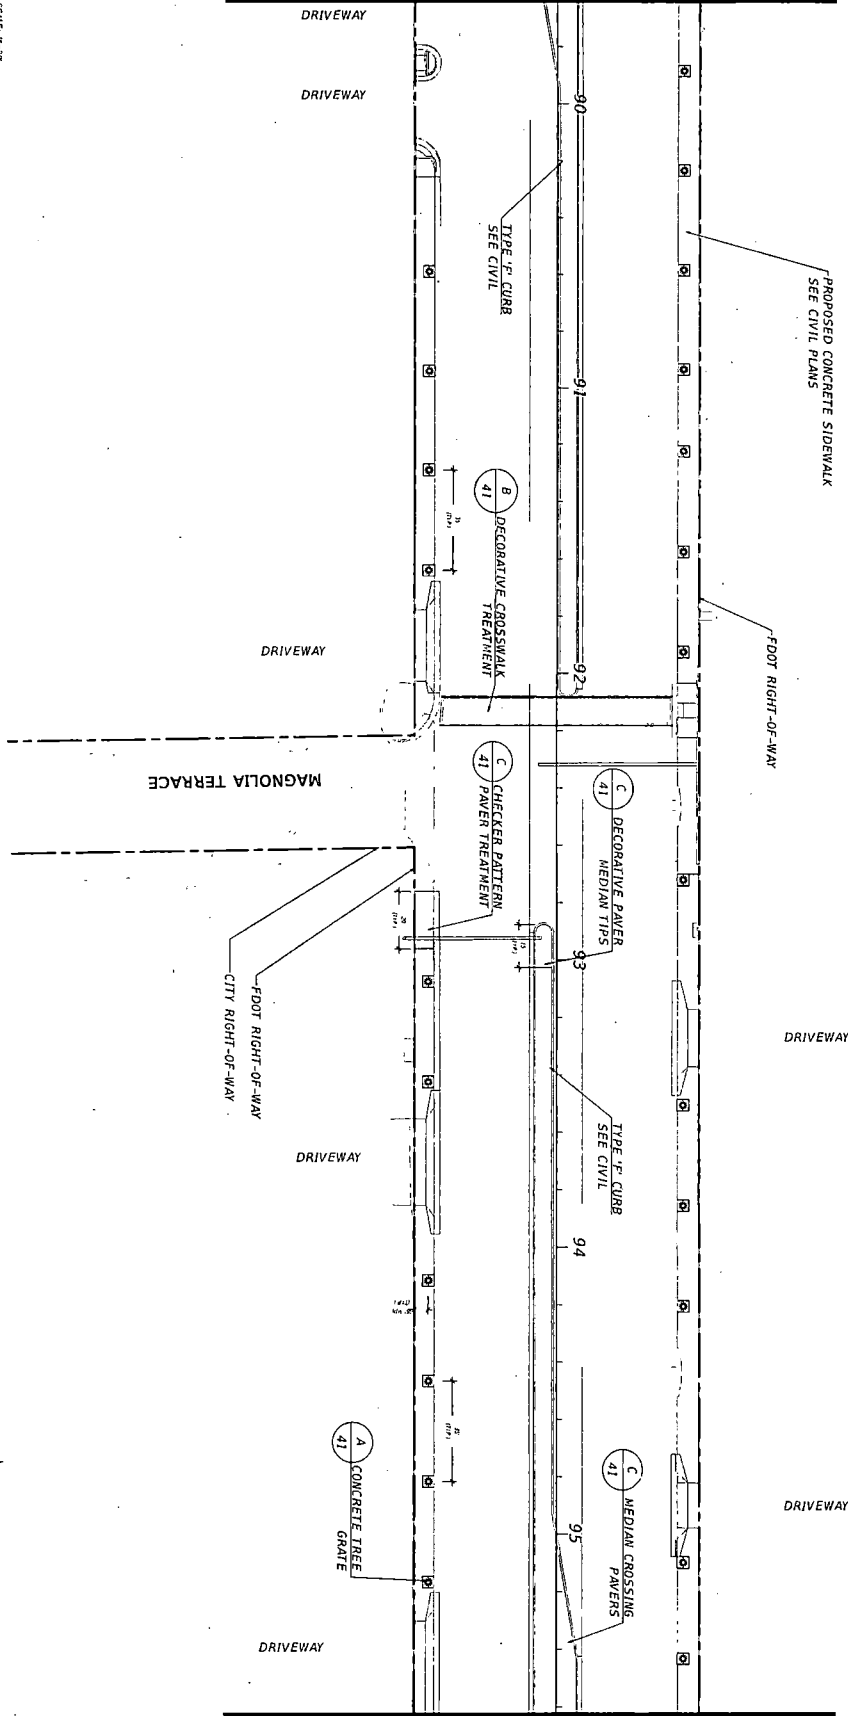 DRIVEWAY
DRIVEWAY
90
TYPE 'F' CURB
SEE CIVIL
PROPOSED CONCRETE SIDEWALK
SEE CIVIL PLANS
91
B
41
DECORATIVE CROSSWALK
TREATMENT
FDOT RIGHT-OF-WAY
DRIVEWAY
92
MAGNOLIA TERRACE
C
41
CHECKER PATTERN
PAVER TREATMENT
C
41
DECORATIVE PAVER
MEDIAN TIPS
93
FDOT RIGHT-OF-WAY
CITY RIGHT-OF-WAY
DRIVEWAY
TYPE 'F' CURB
SEE CIVIL
DRIVEWAY
94
A
41
CONCRETE TREE
GRATE
C
41
MEDIAN CROSSING
PAVERS
DRIVEWAY
95
DRIVEWAY